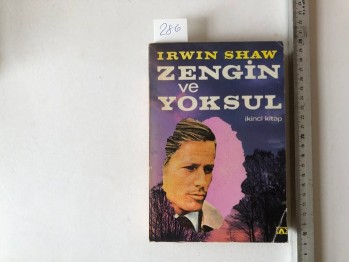 286
IRWIN SHAW
ZENGİN
ve
YOKSUL
ikinci kitap